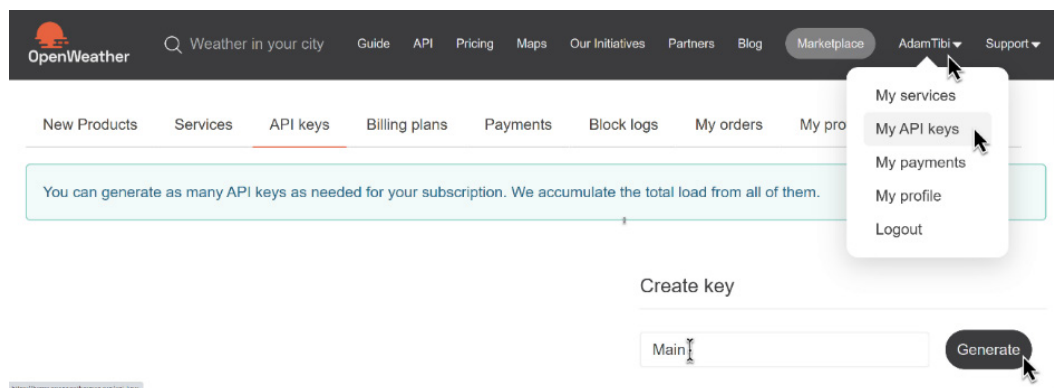 OpenWeather
Weather in your city Guide API Pricing Maps Our Initiatives Partners Blog Marketplace AdamTibi Support
My services
My API keys
My payments
My profile
Logout
New Products Services API keys Billing plans Payments Block logs My orders My pro
You can generate as many API keys as needed for your subscription. We accumulate the total load from all of them.
Create key
Main
Generate